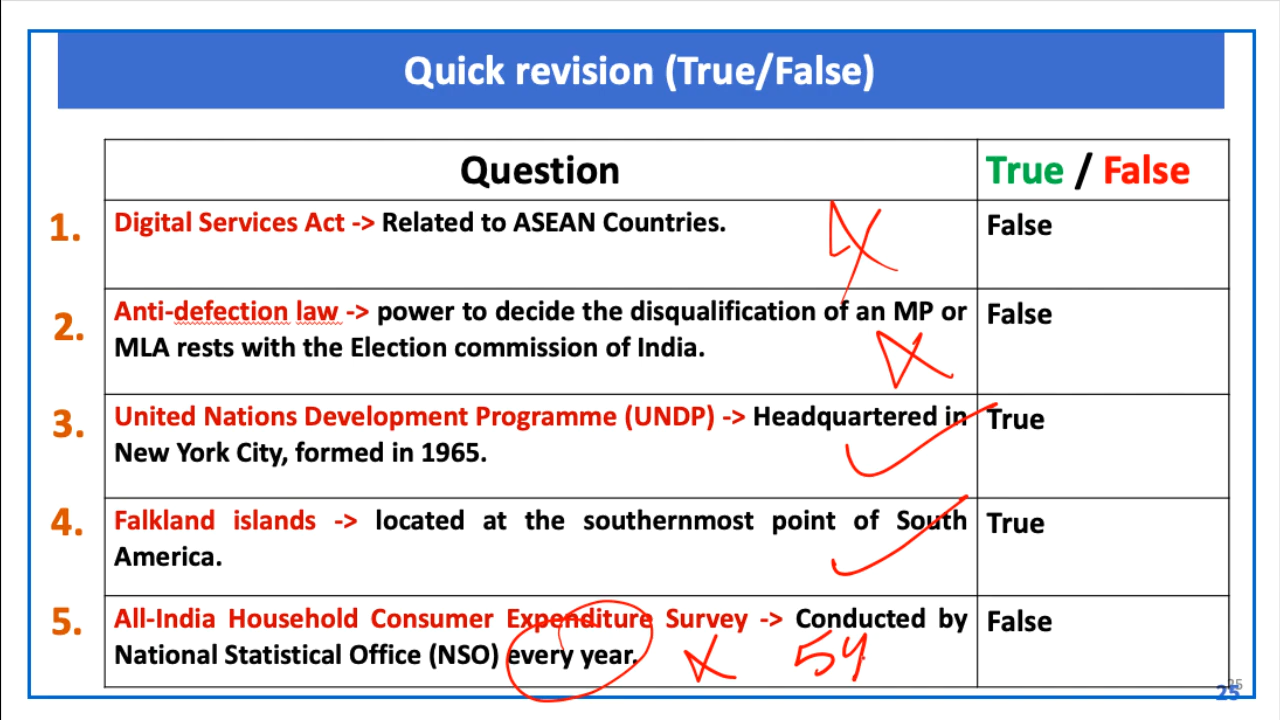 Quick revision (True/False)
Question True / False
1. Digital Services Act -> Related to ASEAN Countries. False
2. Anti-defection law -> power to decide the disqualification of an MP or False
MLA rests with the Election commission of India.
3. United Nations Development Programme (UNDP) -> Headquartered in True
New York City, formed in 1965.
4. Falkland islands -> located at the southernmost point of South True
America.
5. All-India Household Consumer Expenditure Survey -> Conducted by False
National Statistical Office (NSO) every year. 5y
25
25